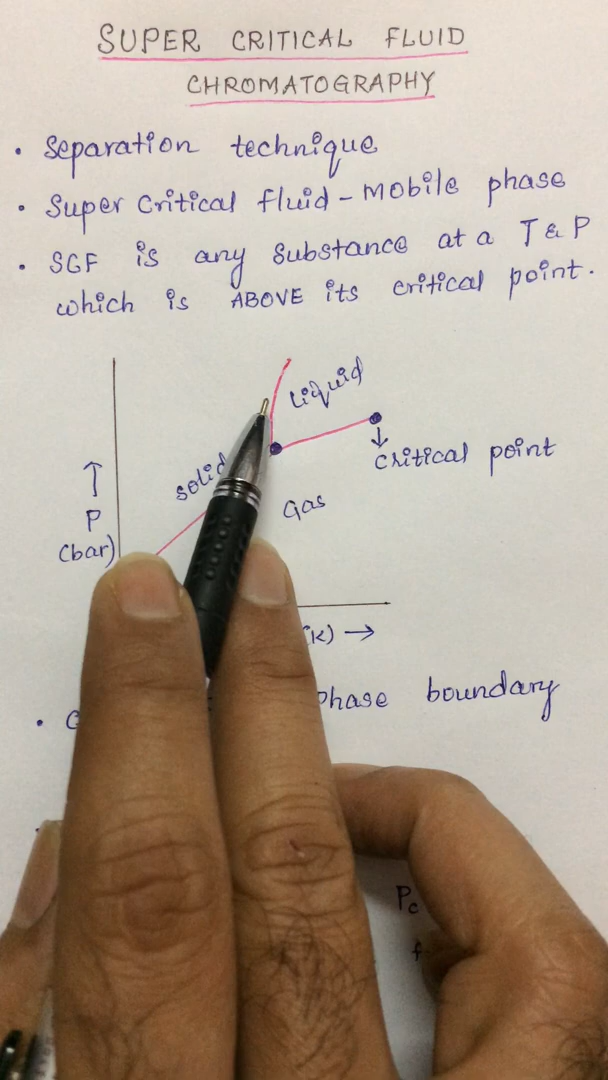 SUPER CRITICAL FLUID
CHROMATOGRAPHY
• Separation technique
• Super Critical fluid - Mobile phase
• SCF is any substance at a T & P
which is ABOVE its critical point.
liquid
solid
critical point
Gas
↑
P
(bar)
(K) →
• phase boundary
Pc